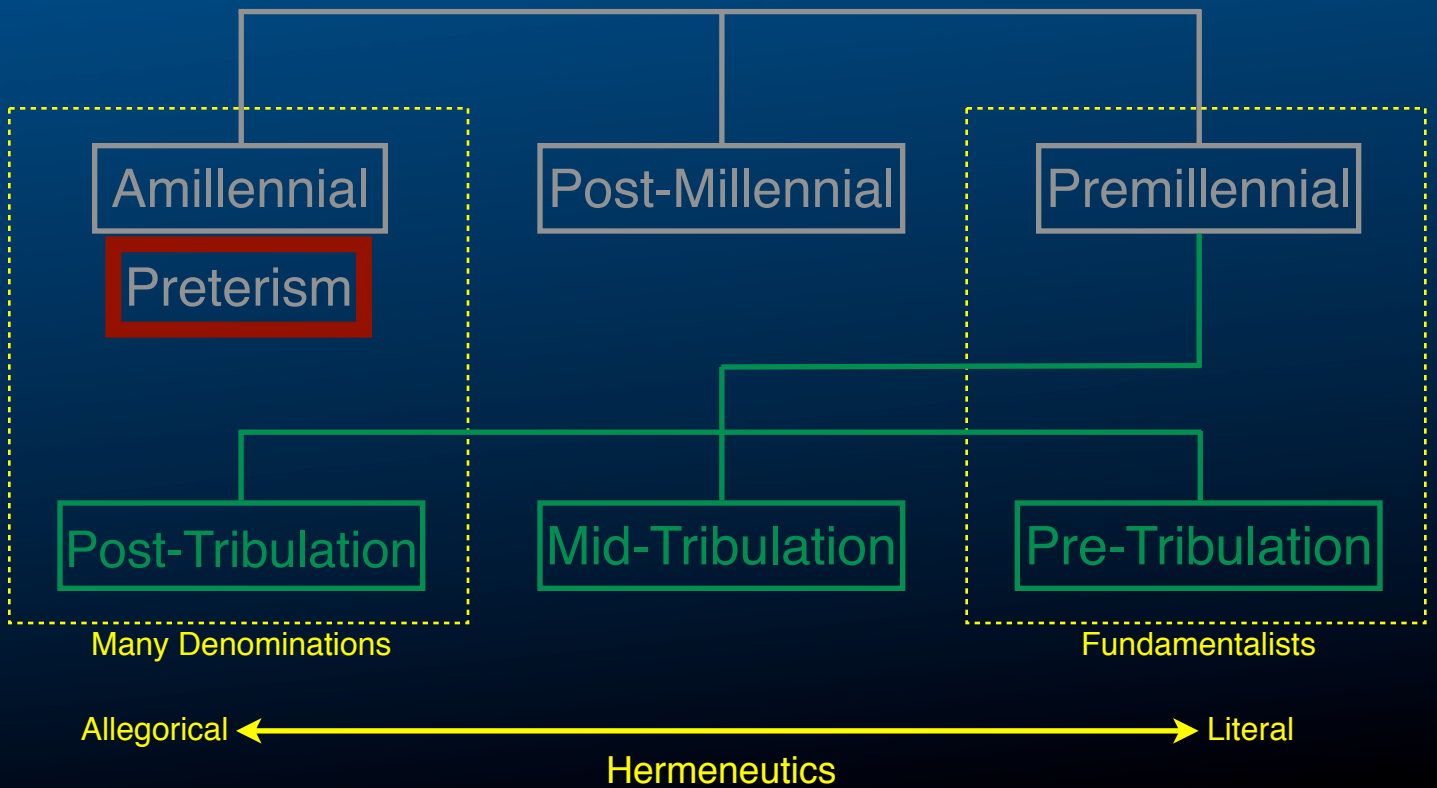 Amillennial
Post-Millennial
Premillennial
Preterism
Post-Tribulation
Mid-Tribulation
Pre-Tribulation
Many Denominations
Fundamentalists
Allegorical
Literal
Hermeneutics